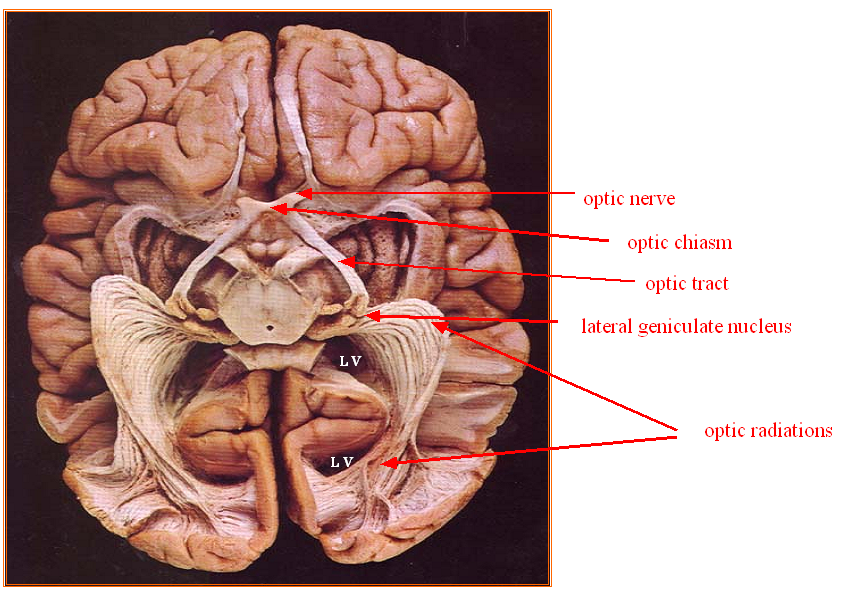 optic nerve
optic chiasm
optic tract
lateral geniculate nucleus
LV
optic radiations
LV